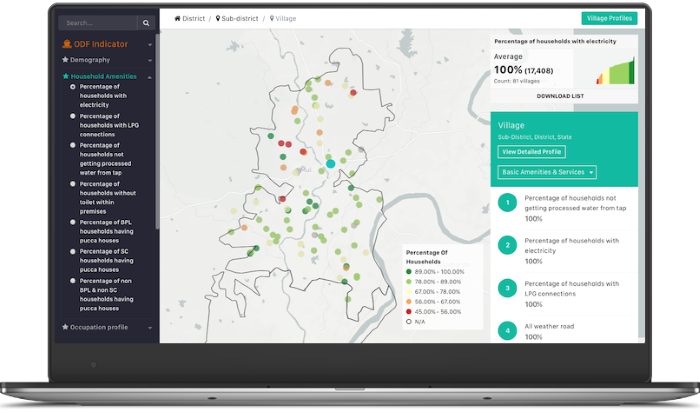 Search...
ODF Indicator
Demography
Household Amenities
Percentage of
households with
electricity
Percentage of
households with LPG
connections
Percentage of
households not
getting processed
water from tap
Percentage of
households without
toilet within
premises
Percentage of BPL
households having
pucca houses
Percentage of SC
households having
pucca houses
Percentage of non
BPL & non SC
households having
pucca houses
Occupation profile
District / Sub-district / Village
Village Profiles
Percentage of households with electricity
Average
100% (17,408)
Count: 81 villages
DOWNLOAD LIST
Village
Sub-District, District, State
View Detailed Profile
Basic Amenities & Services
1 Percentage of households not
getting processed water from tap
100%
2 Percentage of households with
electricity
100%
3 Percentage of households with
LPG connections
100%
4 All weather road
100%
Percentage Of
Households
89.00% - 100.00%
78.00% - 89.00%
67.00% - 78.00%
56.00% - 67.00%
45.00% - 56.00%
N/A